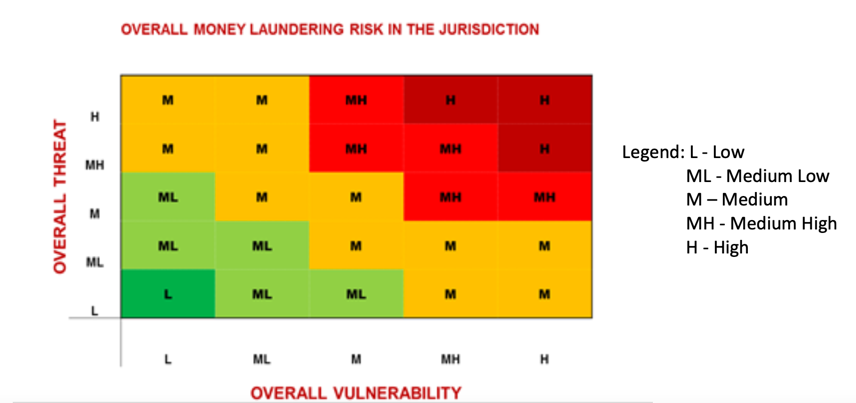 OVERALL MONEY LAUNDERING RISK IN THE JURISDICTION
OVERALL THREAT
H
M M MH H H
MH
M M MH MH H
M
ML M M MH MH
ML
ML ML M M M
L
L ML ML M M
L ML M MH H
OVERALL VULNERABILITY
Legend: L - Low
ML - Medium Low
M – Medium
MH - Medium High
H - High